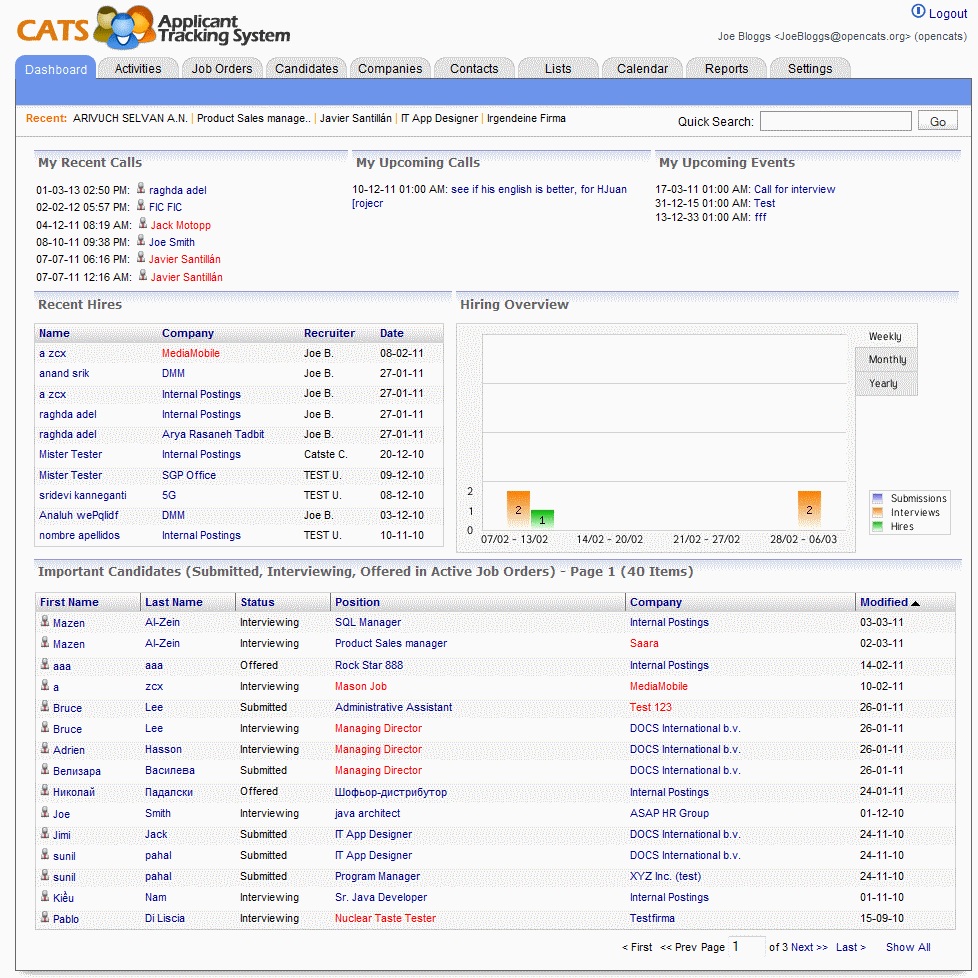 CATS Applicant Tracking System
Logout
Joe Bloggs <JoeBloggs@opencats.org> (opencats)
Dashboard Activities Job Orders Candidates Companies Contacts Lists Calendar Reports Settings
Recent: ARIVUCH SELVAN A.N. | Product Sales manage.. | Javier Santillán | IT App Designer | Irgendeine Firma
Quick Search: Go
My Recent Calls
01-03-13 02:50 PM: raghda adel
02-02-12 05:57 PM: FIC FIC
04-12-11 08:19 AM: Jack Motopp
08-10-11 09:38 PM: Joe Smith
07-07-11 06:16 PM: Javier Santillán
07-07-11 12:16 AM: Javier Santillán
My Upcoming Calls
10-12-11 01:00 AM: see if his english is better, for HJuan
[rojecr
My Upcoming Events
17-03-11 01:00 AM: Call for interview
31-12-15 01:00 AM: Test
13-12-33 01:00 AM: fff
Recent Hires
Name Company Recruiter Date
a zcx MediaMobile Joe B. 08-02-11
anand srik DMM Joe B. 27-01-11
a zcx Internal Postings Joe B. 27-01-11
raghda adel Internal Postings Joe B. 27-01-11
raghda adel Arya Rasaneh Tadbit Joe B. 27-01-11
Mister Tester Internal Postings Catste C. 20-12-10
Mister Tester SGP Office TEST U. 09-12-10
sridevi kanneganti 5G TEST U. 08-12-10
Analuh wePqlidf DMM Joe B. 03-12-10
nombre apellidos Internal Postings TEST U. 10-11-10
Hiring Overview
Weekly
Monthly
Yearly
2
1
0
2 1 2
07/02 - 13/02 14/02 - 20/02 21/02 - 27/02 28/02 - 06/03
Submissions
Interviews
Hires
Important Candidates (Submitted, Interviewing, Offered in Active Job Orders) - Page 1 (40 Items)
First Name Last Name Status Position Company Modified
Mazen Al-Zein Interviewing SQL Manager Internal Postings 03-03-11
Mazen Al-Zein Interviewing Product Sales manager Saara 02-03-11
aaa aaa Offered Rock Star 888 Internal Postings 14-02-11
a zcx Interviewing Mason Job MediaMobile 10-02-11
Bruce Lee Submitted Administrative Assistant Test 123 26-01-11
Bruce Lee Interviewing Managing Director DOCS International b.v. 26-01-11
Adrien Hasson Interviewing Managing Director DOCS International b.v. 26-01-11
Велизара Василева Submitted Managing Director DOCS International b.v. 26-01-11
Николай Падалски Offered Шофьор-дистрибутор Internal Postings 24-01-11
Joe Smith Interviewing java architect ASAP HR Group 01-12-10
Jimi Jack Submitted IT App Designer DOCS International b.v. 24-11-10
sunil pahal Submitted IT App Designer DOCS International b.v. 24-11-10
sunil pahal Submitted Program Manager XYZ Inc. (test) 24-11-10
Kiều Nam Interviewing Sr. Java Developer Internal Postings 01-11-10
Pablo Di Liscia Interviewing Nuclear Taste Tester Testfirma 15-09-10
< First << Prev Page 1 of 3 Next >> Last > Show All